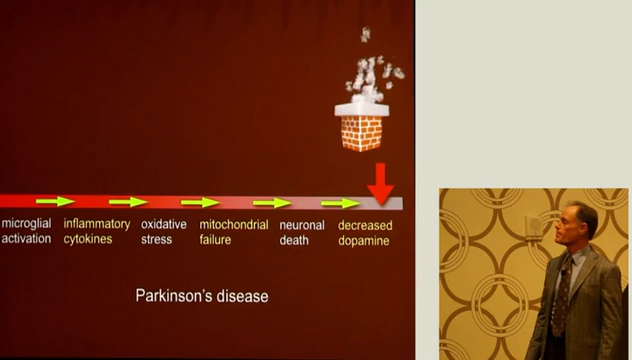 microglial activation
inflammatory cytokines
oxidative stress
mitochondrial failure
neuronal death
decreased dopamine
Parkinson's disease